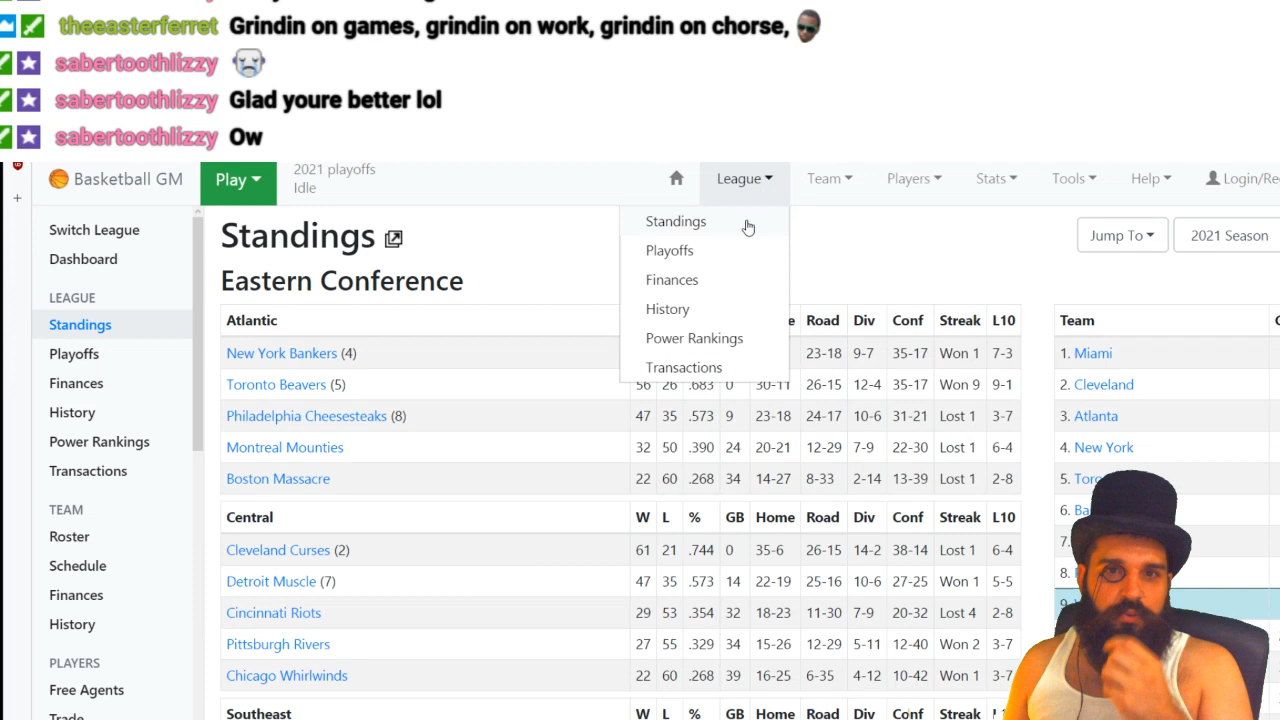 theeasterferret Grindin on games, grindin on work, grindin on chorse,
sabertoothlizzy
sabertoothlizzy Glad youre better lol
sabertoothlizzy Ow
Basketball GM Play 2021 playoffs League Team Players Stats Tools Help Login/Re
Idle
Switch League
Dashboard
LEAGUE
Standings
Playoffs
Finances
History
Power Rankings
Transactions
TEAM
Roster
Schedule
Finances
History
PLAYERS
Free Agents
Trade
Standings
Playoffs
Finances
History
Power Rankings
Transactions
Standings Jump To 2021 Season
Eastern Conference
Atlantic Road Div Conf Streak L10
New York Bankers (4) 23-18 9-7 35-17 Won 1 7-3
Toronto Beavers (5) 56 26 .683 0 30-11 26-15 12-4 35-17 Won 9 9-1
Philadelphia Cheesesteaks (8) 47 35 .573 9 23-18 24-17 10-6 31-21 Lost 1 3-7
Montreal Mounties 32 50 .390 24 20-21 12-29 7-9 22-30 Lost 1 6-4
Boston Massacre 22 60 .268 34 14-27 8-33 2-14 13-39 Lost 1 2-8
Central W L % GB Home Road Div Conf Streak L10
Cleveland Curses (2) 61 21 .744 0 35-6 26-15 14-2 38-14 Lost 1 6-4
Detroit Muscle (7) 47 35 .573 14 22-19 25-16 10-6 27-25 Won 1 5-5
Cincinnati Riots 29 53 .354 32 18-23 11-30 7-9 20-32 Lost 4 2-8
Pittsburgh Rivers 27 55 .329 34 15-26 12-29 5-11 12-40 Won 2 3-7
Chicago Whirlwinds 22 60 .268 39 16-25 6-35 4-12 10-42 Won 1 3-7
Southeast W L % GB Home Road Div Conf Streak L10
Team
1. Miami
2. Cleveland
3. Atlanta
4. New York
5. Toro
6. Ba
7.
8.
9.